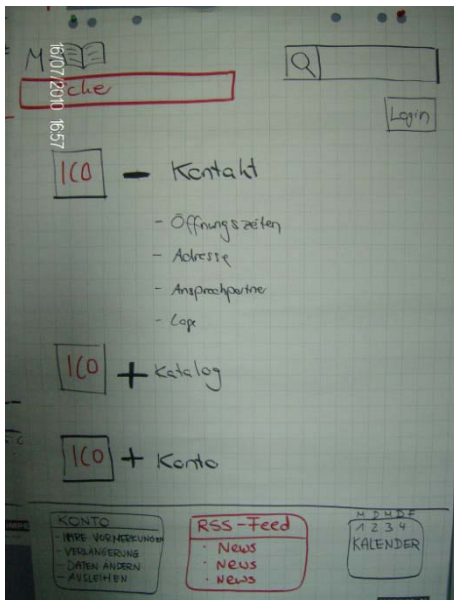 M
16/07/2010 16:57
Login
ICO - Kontakt
- Öffnungszeiten
- Adresse
- Ansprechpartner
- Lage
ICO + Katalog
ICO + Konto
KONTO
- IHRE VORMERKUNGEN
- VERLÄNGERUNG
- DATEN ÄNDERN
- AUSLEIHEN
RSS-Feed
· News
· News
· News
M D M D F
1 2 3 4
KALENDER